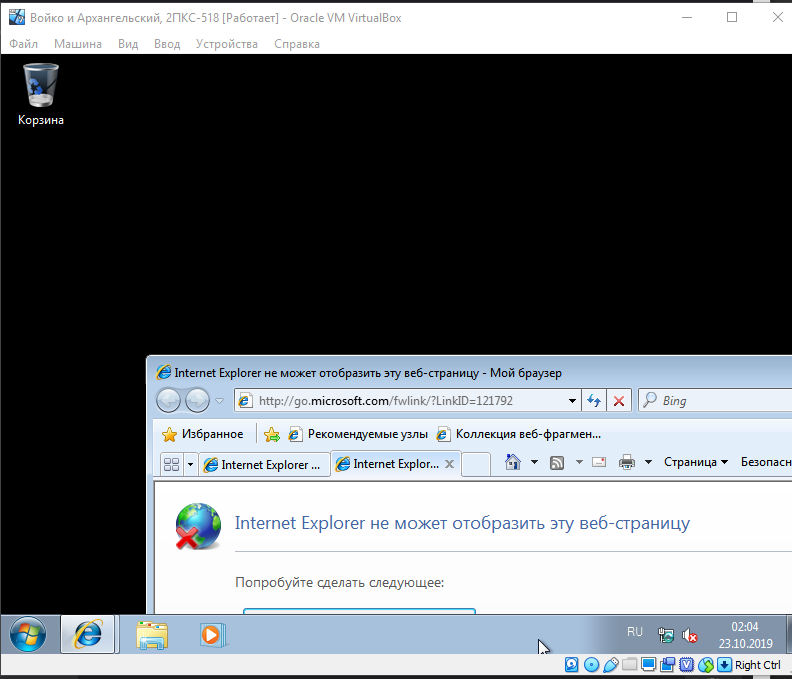 Войко и Архангельский, 2ПКС-518 [Работает] - Oracle VM VirtualBox
Файл Машина Вид Ввод Устройства Справка
Корзина
Internet Explorer не может отобразить эту веб-страницу - Мой браузер
http://go.microsoft.com/fwlink/?LinkID=121792 Bing
Избранное Рекомендуемые узлы Коллекция веб-фрагмен...
Internet Explorer ... Internet Explor... Страница Безопасн
Internet Explorer не может отобразить эту веб-страницу
Попробуйте сделать следующее:
RU 02:04
23.10.2019
Right Ctrl